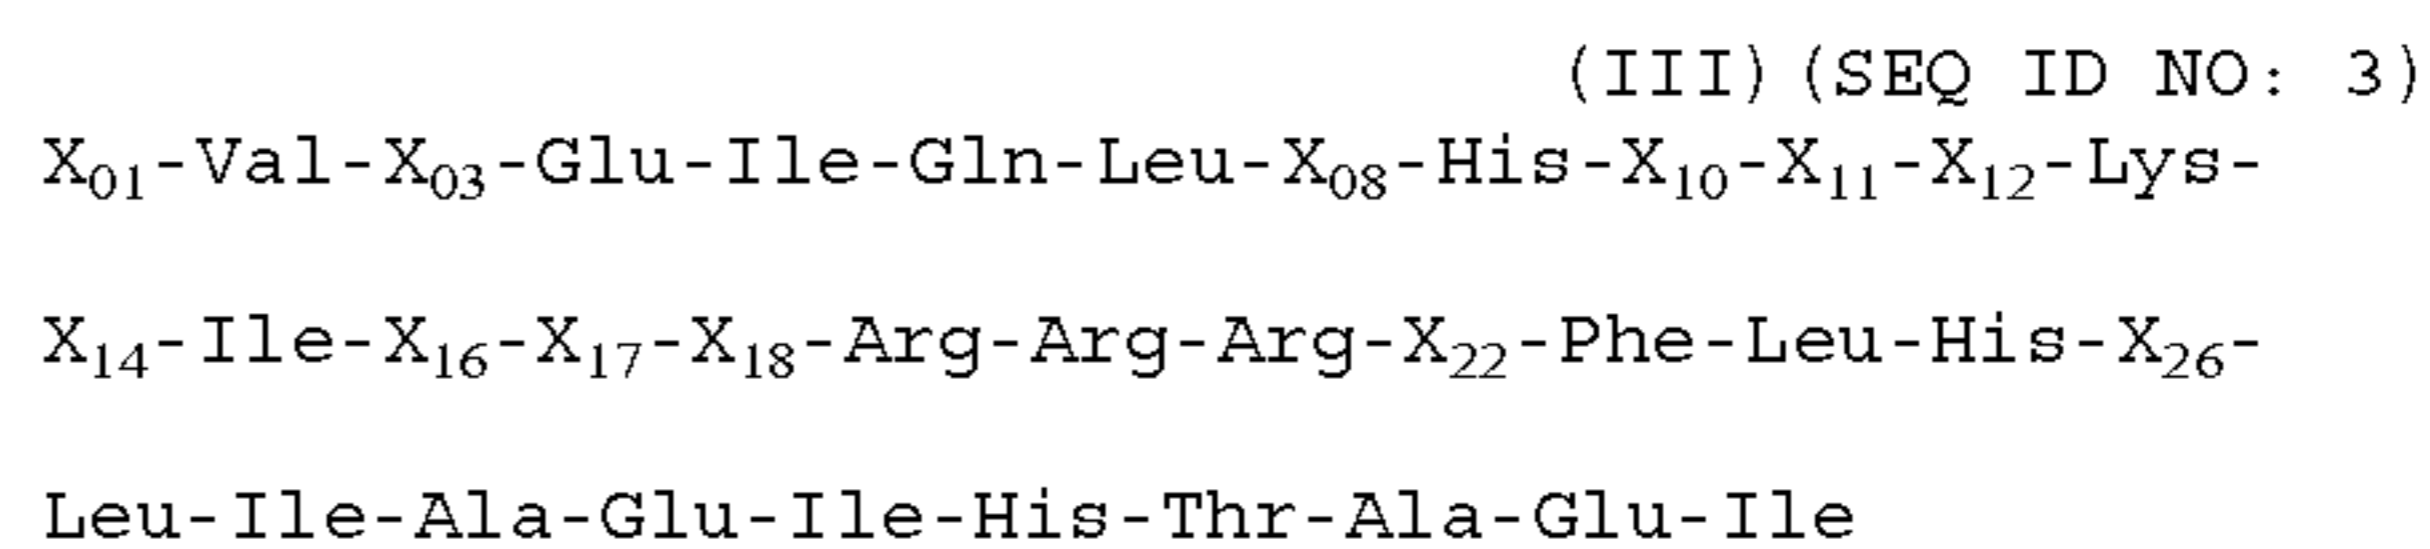 (III)(SEQ ID NO: 3)
X₀₁-Val-X₀₃-Glu-Ile-Gln-Leu-X₀₈-His-X₁₀-X₁₁-X₁₂-Lys-
X₁₄-Ile-X₁₆-X₁₇-X₁₈-Arg-Arg-Arg-X₂₂-Phe-Leu-His-X₂₆-
Leu-Ile-Ala-Glu-Ile-His-Thr-Ala-Glu-Ile